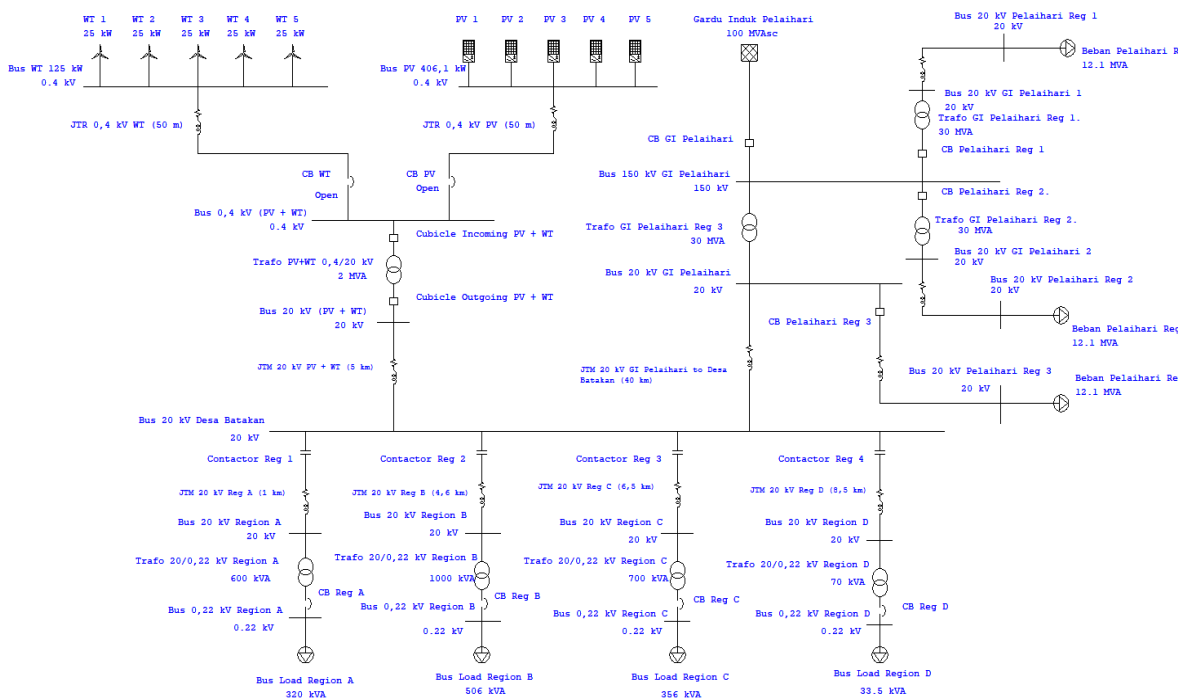 WT 1 WT 2 WT 3 WT 4 WT 5
25 kW 25 kW 25 kW 25 kW 25 kW
Bus WT 125 kW
0.4 kV
JTR 0,4 kV WT (50 m)
CB WT
Open
PV 1 PV 2 PV 3 PV 4 PV 5
Bus PV 406,1 kW
0.4 kV
JTR 0,4 kV PV (50 m)
CB PV
Open
Bus 0,4 kV (PV + WT)
0.4 kV
Cubicle Incoming PV + WT
Trafo PV+WT 0,4/20 kV
2 MVA
Cubicle Outgoing PV + WT
Bus 20 kV (PV + WT)
20 kV
JTM 20 kV PV + WT (5 km)
Gardu Induk Pelaihari
100 MVAsc
CB GI Pelaihari
Bus 150 kV GI Pelaihari
150 kV
Trafo GI Pelaihari Reg 3
30 MVA
Bus 20 kV GI Pelaihari
20 kV
JTM 20 kV GI Pelaihari to Desa
Batakan (40 km)
Bus 20 kV Pelaihari Reg 1
20 kV
Beban Pelaihari R
12.1 MVA
Bus 20 kV GI Pelaihari 1
20 kV
Trafo GI Pelaihari Reg 1.
30 MVA
CB Pelaihari Reg 1
CB Pelaihari Reg 2.
Trafo GI Pelaihari Reg 2.
30 MVA
Bus 20 kV GI Pelaihari 2
20 kV
Bus 20 kV Pelaihari Reg 2
20 kV
Beban Pelaihari Reg
12.1 MVA
CB Pelaihari Reg 3
Bus 20 kV Pelaihari Reg 3
20 kV
Beban Pelaihari Re
12.1 MVA
Bus 20 kV Desa Batakan
20 kV
Contactor Reg 1
JTM 20 kV Reg A (1 km)
Bus 20 kV Region A
20 kV
Trafo 20/0,22 kV Region A
600 kVA
CB Reg A
Bus 0,22 kV Region A
0.22 kV
Bus Load Region A
320 kVA
Contactor Reg 2
JTM 20 kV Reg B (4,6 km)
Bus 20 kV Region B
20 kV
Trafo 20/0,22 kV Region B
1000 kVA
CB Reg B
Bus 0,22 kV Region B
0.22 kV
Bus Load Region B
506 kVA
Contactor Reg 3
JTM 20 kV Reg C (6,5 km)
Bus 20 kV Region C
20 kV
Trafo 20/0,22 kV Region C
700 kVA
CB Reg C
Bus 0,22 kV Region C
0.22 kV
Bus Load Region C
356 kVA
Contactor Reg 4
JTM 20 kV Reg D (8,5 km)
Bus 20 kV Region D
20 kV
Trafo 20/0,22 kV Region D
70 kVA
CB Reg D
Bus 0,22 kV Region D
0.22 kV
Bus Load Region D
33.5 kVA